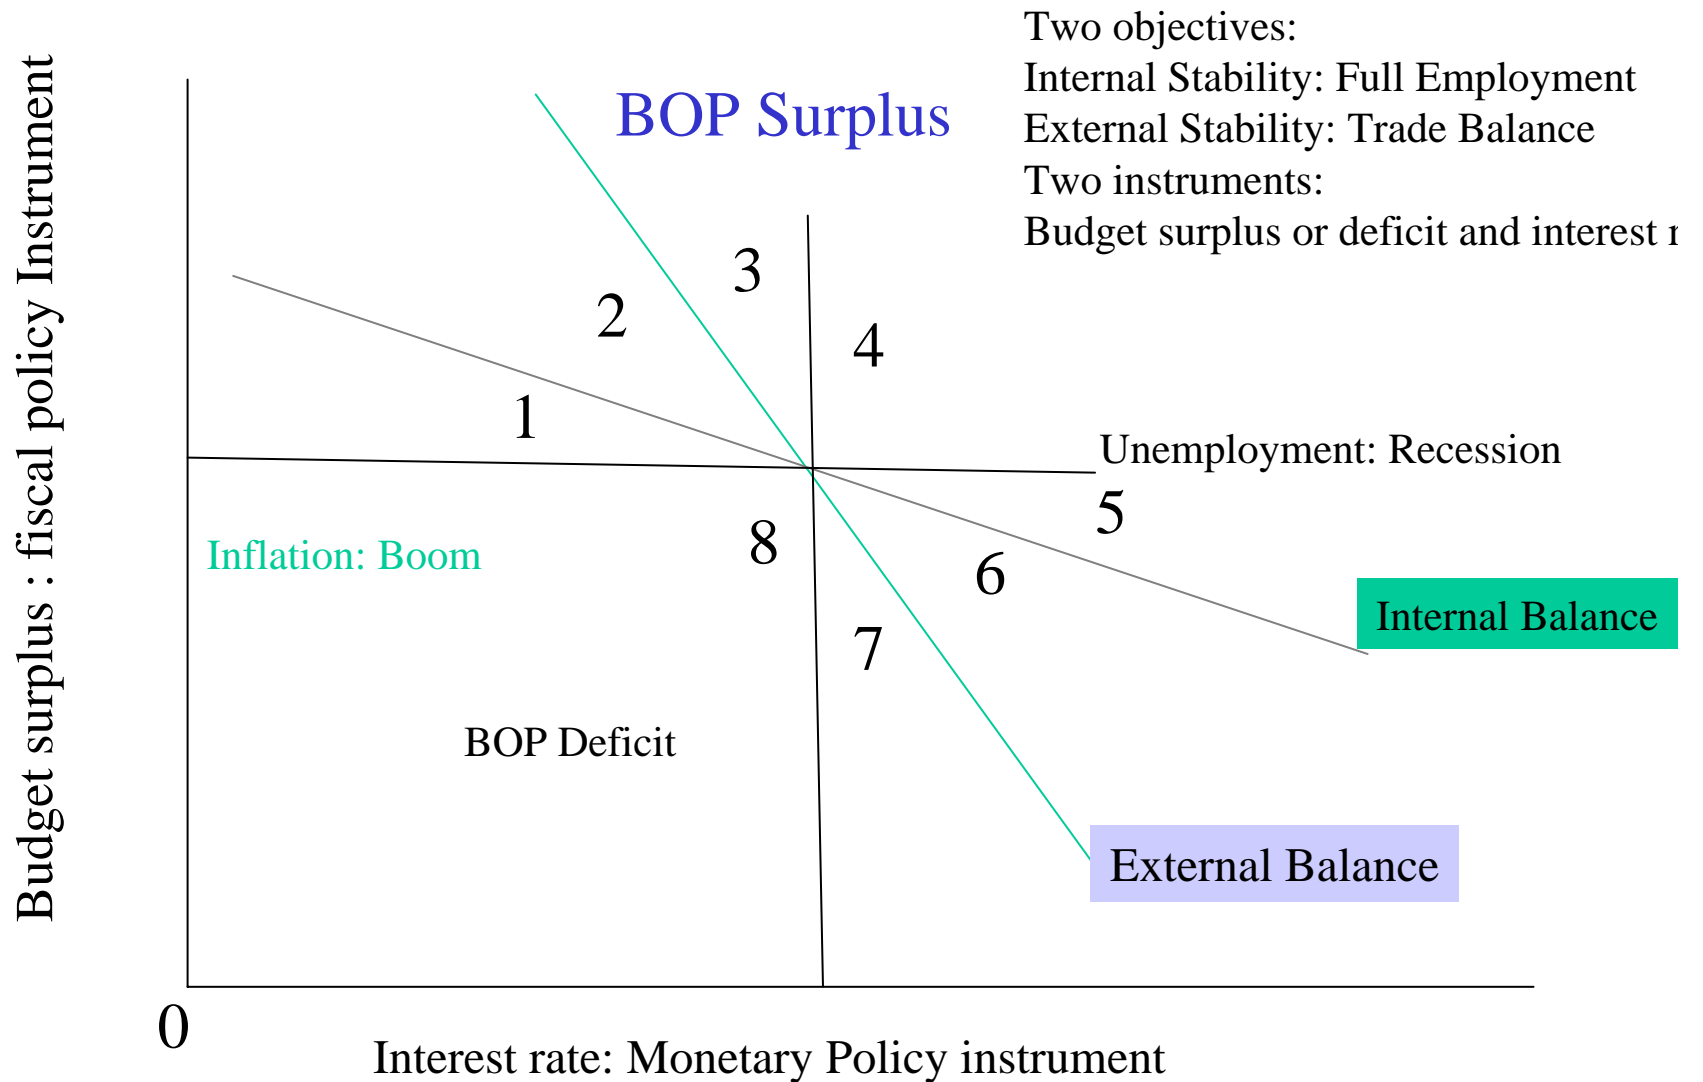 Two objectives:
Internal Stability: Full Employment
External Stability: Trade Balance
Two instruments:
Budget surplus or deficit and interest
BOP Surplus
Budget surplus : fiscal policy Instrument
3
2
4
1
Unemployment: Recession
5
8
Inflation: Boom
6
Internal Balance
7
BOP Deficit
External Balance
0
Interest rate: Monetary Policy instrument